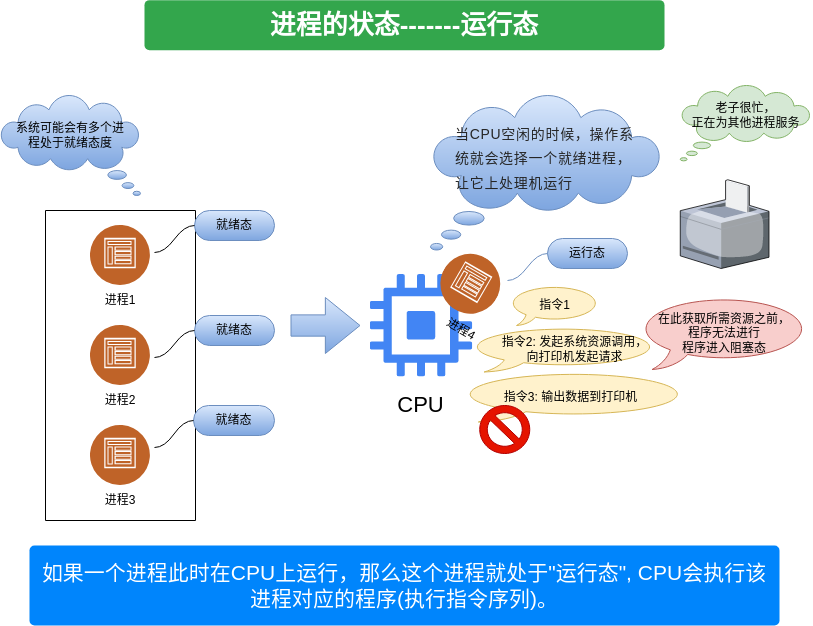 进程的状态-------运行态
系统可能会有多个进
程处于就绪态度
当CPU空闲的时候，操作系
统就会选择一个就绪进程，
让它上处理机运行
老子很忙，
正在为其他进程服务
就绪态
进程1
就绪态
进程2
就绪态
进程3
运行态
进程4
CPU
指令1
指令2: 发起系统资源调用，
向打印机发起请求
指令3: 输出数据到打印机
在此获取所需资源之前，
程序无法进行
程序进入阻塞态
如果一个进程此时在CPU上运行，那么这个进程就处于"运行态", CPU会执行该
进程对应的程序(执行指令序列)。